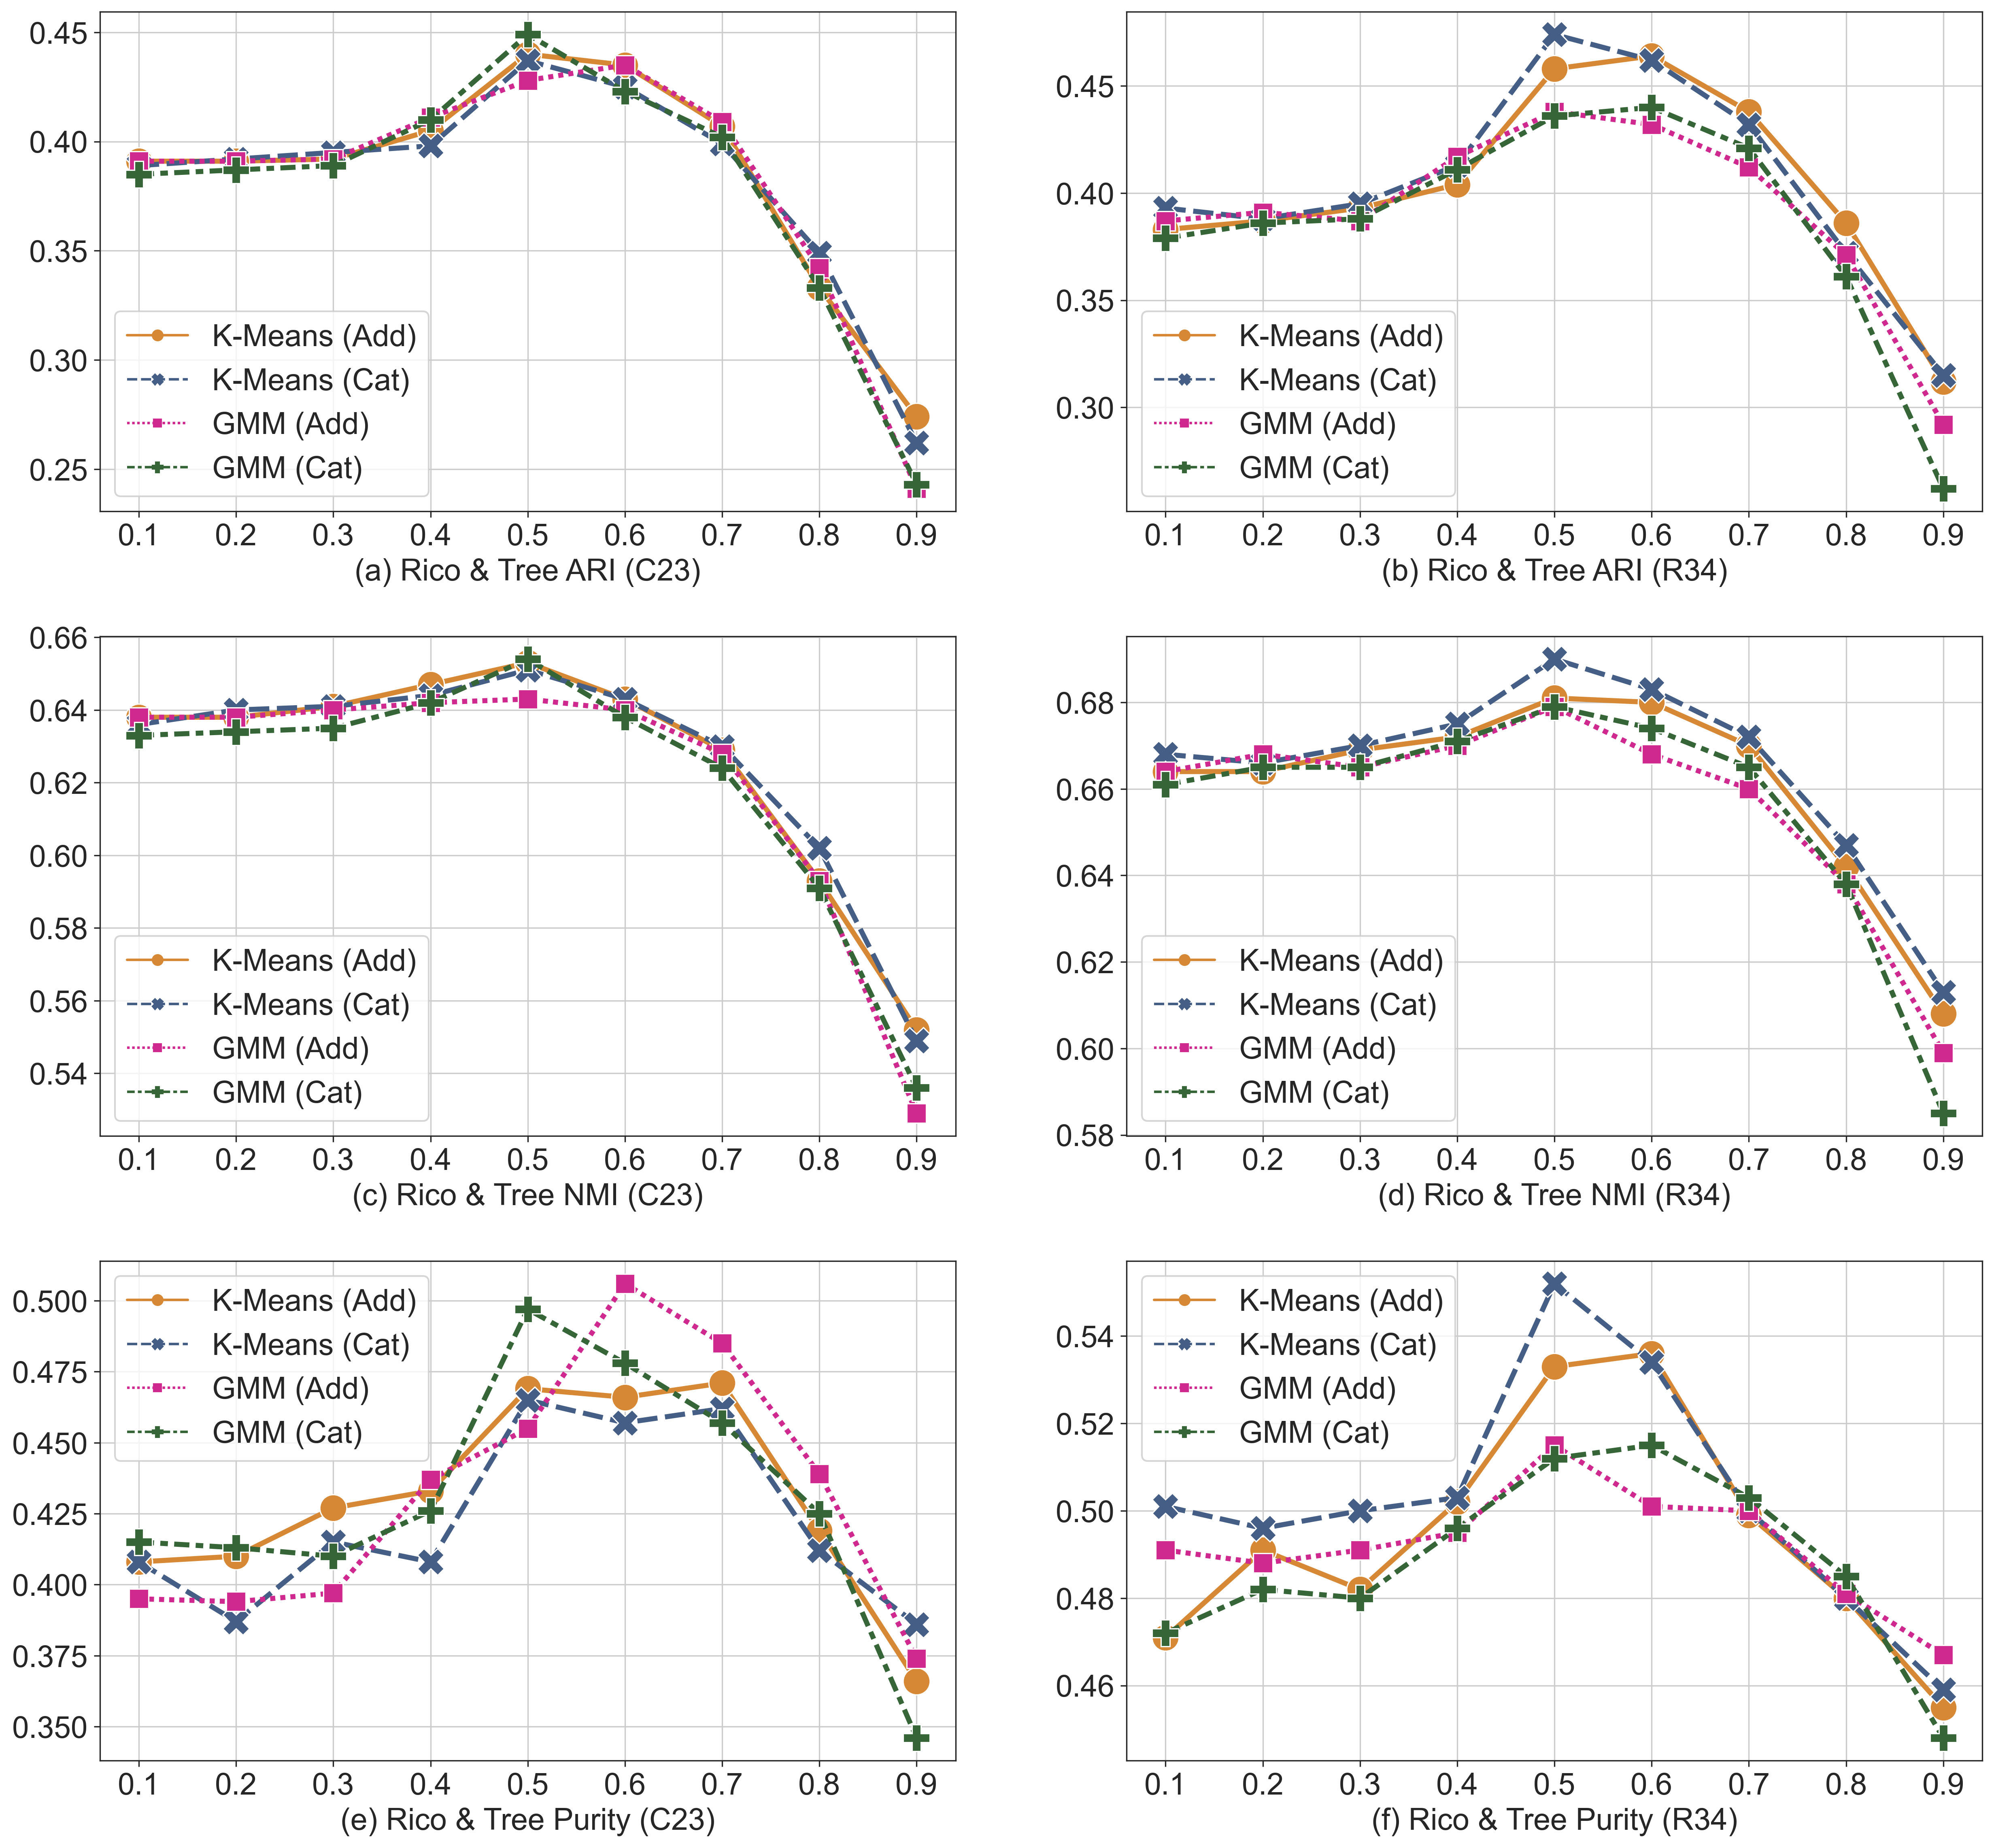 0.45
0.40
0.35
0.30
0.25
K-Means (Add)
K-Means (Cat)
GMM (Add)
GMM (Cat)
0.1 0.2 0.3 0.4 0.5 0.6 0.7 0.8 0.9
(a) Rico & Tree ARI (C23)
0.45
0.40
0.35
0.30
K-Means (Add)
K-Means (Cat)
GMM (Add)
GMM (Cat)
0.1 0.2 0.3 0.4 0.5 0.6 0.7 0.8 0.9
(b) Rico & Tree ARI (R34)
0.66
0.64
0.62
0.60
0.58
0.56
0.54
K-Means (Add)
K-Means (Cat)
GMM (Add)
GMM (Cat)
0.1 0.2 0.3 0.4 0.5 0.6 0.7 0.8 0.9
(c) Rico & Tree NMI (C23)
0.68
0.66
0.64
0.62
0.60
0.58
K-Means (Add)
K-Means (Cat)
GMM (Add)
GMM (Cat)
0.1 0.2 0.3 0.4 0.5 0.6 0.7 0.8 0.9
(d) Rico & Tree NMI (R34)
0.500
0.475
0.450
0.425
0.400
0.375
0.350
K-Means (Add)
K-Means (Cat)
GMM (Add)
GMM (Cat)
0.1 0.2 0.3 0.4 0.5 0.6 0.7 0.8 0.9
(e) Rico & Tree Purity (C23)
0.54
0.52
0.50
0.48
0.46
K-Means (Add)
K-Means (Cat)
GMM (Add)
GMM (Cat)
0.1 0.2 0.3 0.4 0.5 0.6 0.7 0.8 0.9
(f) Rico & Tree Purity (R34)